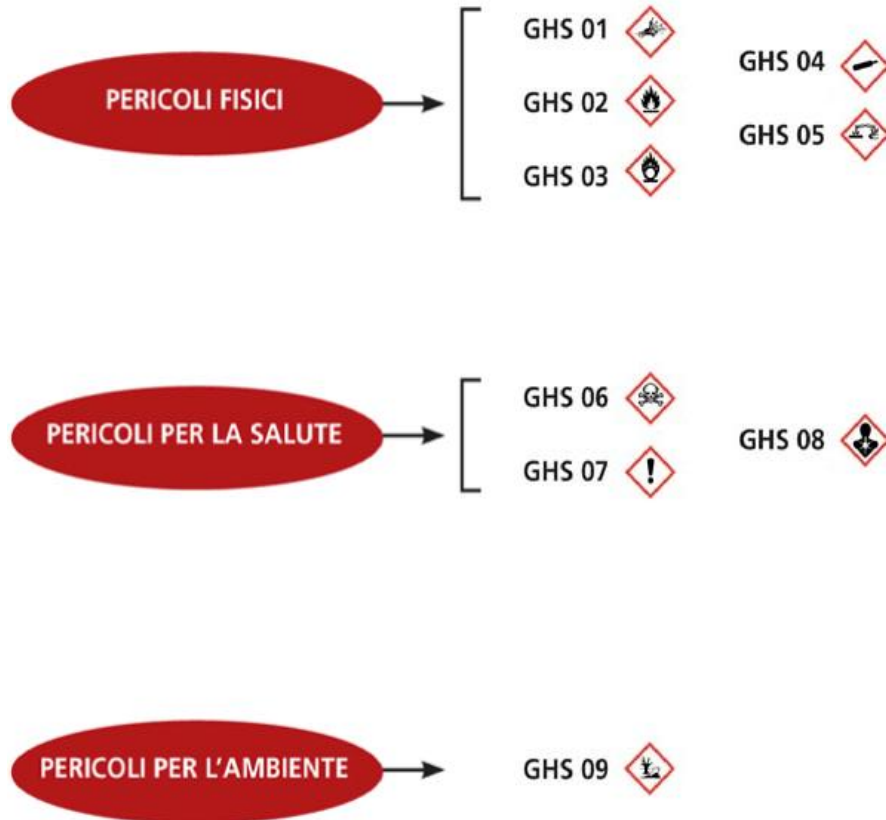 PERICOLI FISICI
GHS 01
GHS 02
GHS 03
GHS 04
GHS 05
PERICOLI PER LA SALUTE
GHS 06
GHS 07
GHS 08
PERICOLI PER L'AMBIENTE
GHS 09